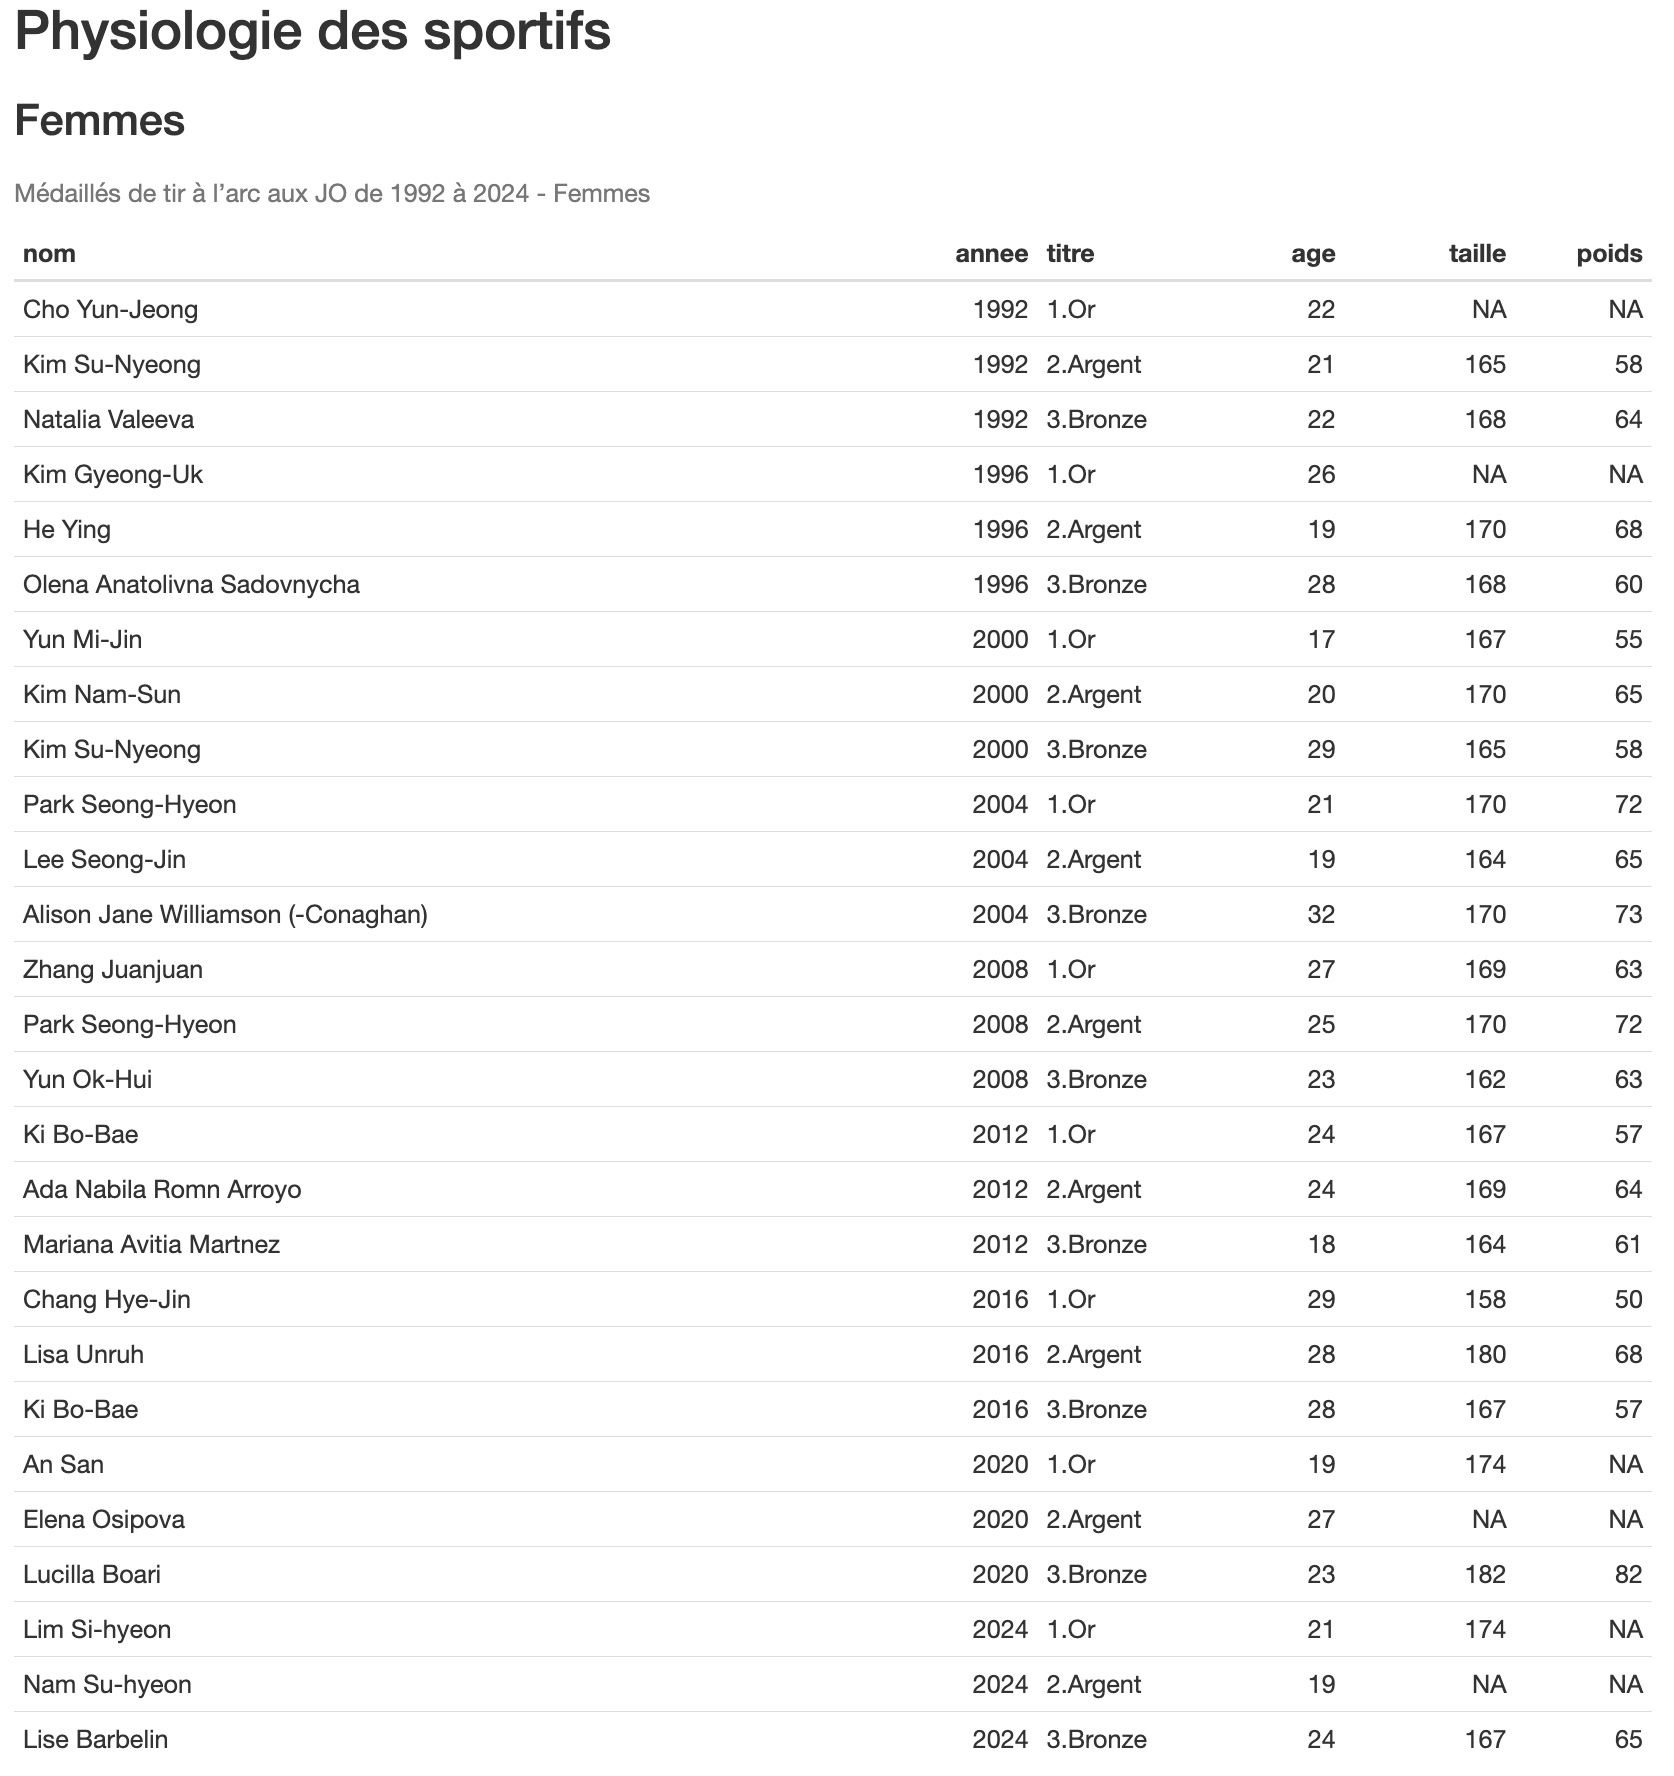 Physiologie des sportifs
Femmes
Médaillés de tir à l’arc aux JO de 1992 à 2024 - Femmes
nom annee titre age taille poids
Cho Yun-Jeong 1992 1.Or 22 NA NA
Kim Su-Nyeong 1992 2.Argent 21 165 58
Natalia Valeeva 1992 3.Bronze 22 168 64
Kim Gyeong-Uk 1996 1.Or 26 NA NA
He Ying 1996 2.Argent 19 170 68
Olena Anatolivna Sadovnycha 1996 3.Bronze 28 168 60
Yun Mi-Jin 2000 1.Or 17 167 55
Kim Nam-Sun 2000 2.Argent 20 170 65
Kim Su-Nyeong 2000 3.Bronze 29 165 58
Park Seong-Hyeon 2004 1.Or 21 170 72
Lee Seong-Jin 2004 2.Argent 19 164 65
Alison Jane Williamson (-Conaghan) 2004 3.Bronze 32 170 73
Zhang Juanjuan 2008 1.Or 27 169 63
Park Seong-Hyeon 2008 2.Argent 25 170 72
Yun Ok-Hui 2008 3.Bronze 23 162 63
Ki Bo-Bae 2012 1.Or 24 167 57
Ada Nabila Romn Arroyo 2012 2.Argent 24 169 64
Mariana Avitia Martnez 2012 3.Bronze 18 164 61
Chang Hye-Jin 2016 1.Or 29 158 50
Lisa Unruh 2016 2.Argent 28 180 68
Ki Bo-Bae 2016 3.Bronze 28 167 57
An San 2020 1.Or 19 174 NA
Elena Osipova 2020 2.Argent 27 NA NA
Lucilla Boari 2020 3.Bronze 23 182 82
Lim Si-hyeon 2024 1.Or 21 174 NA
Nam Su-hyeon 2024 2.Argent 19 NA NA
Lise Barbelin 2024 3.Bronze 24 167 65